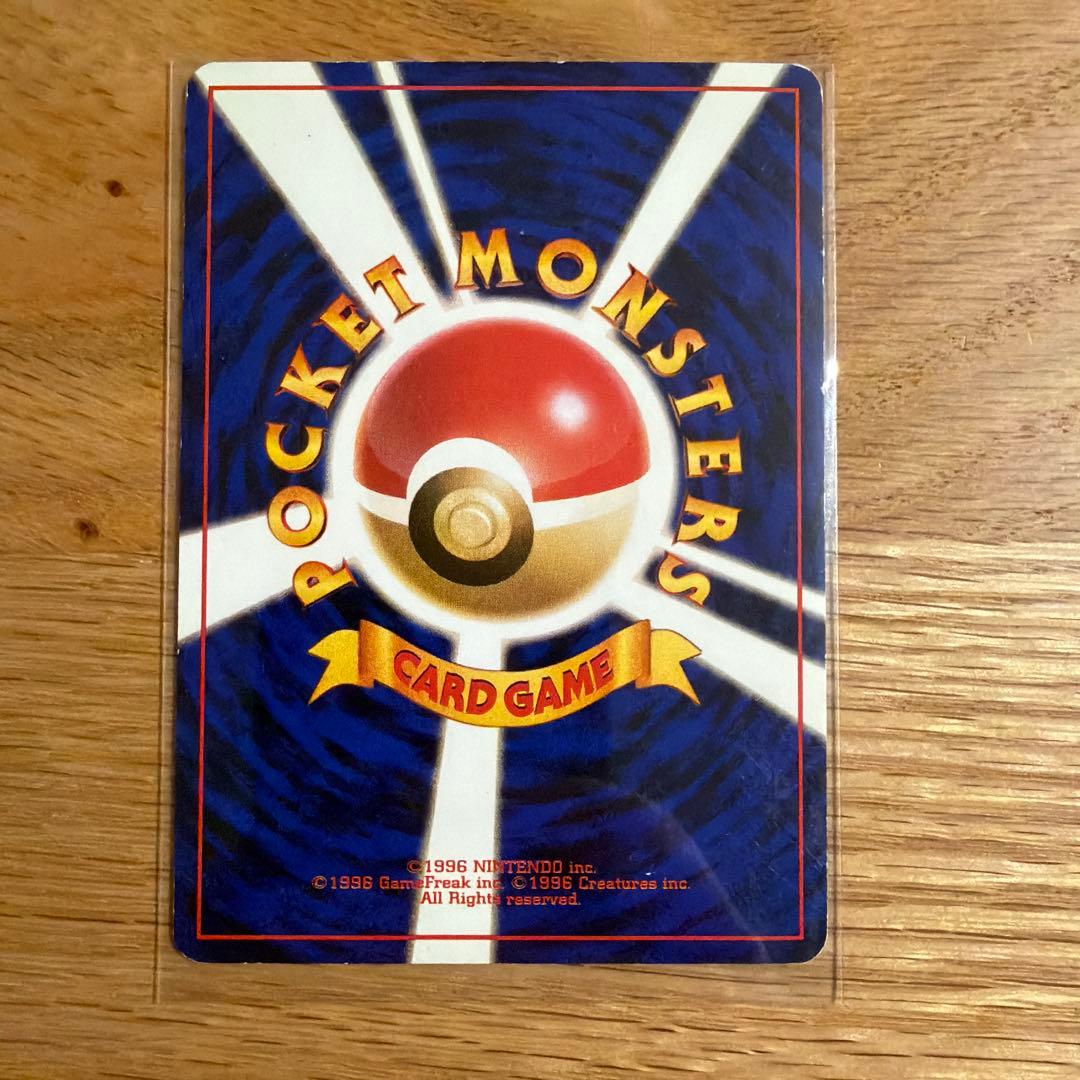 POCKET MONSTERS
CARD GAME
©1996 NINTENDO inc.
©1996 GameFreak inc. ©1996 Creatures inc.
All Rights reserved.